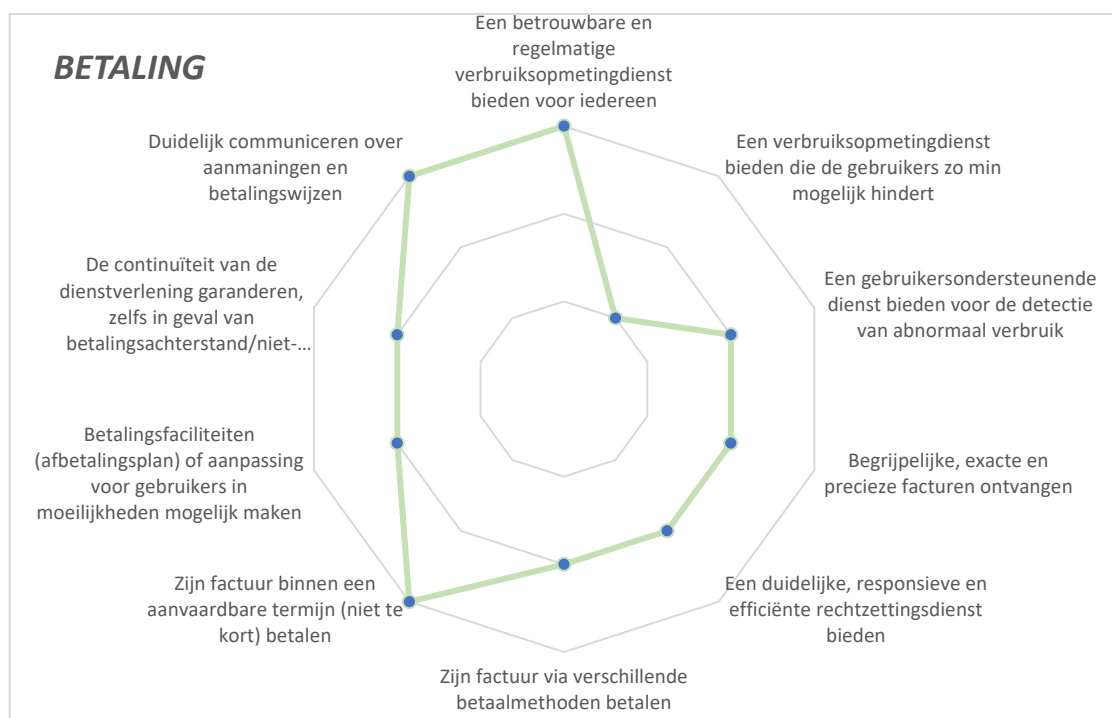 BETALING
Een betrouwbare en
regelmatige
verbruiksopmetingdienst
bieden voor iedereen
Een verbruiksopmetingdienst
bieden die de gebruikers zo min
mogelijk hindert
Een gebruikersondersteunende
dienst bieden voor de detectie
van abnormaal verbruik
Begrijpelijke, exacte en
precieze facturen ontvangen
Een duidelijke, responsieve en
efficiënte rechtzettingsdienst
bieden
Zijn factuur via verschillende
betaalmethoden betalen
Zijn factuur binnen een
aanvaardbare termijn (niet te
kort) betalen
Betalingsfaciliteiten
(afbetalingsplan) of aanpassing
voor gebruikers in
moeilijkheden mogelijk maken
De continuïteit van de
dienstverlening garanderen,
zelfs in geval van
betalingsachterstand/niet-...
Duidelijk communiceren over
aanmaningen en
betalingswijzen